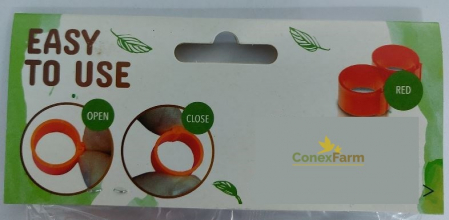 EASY
TO USE
OPEN
CLOSE
RED
ConexFarm